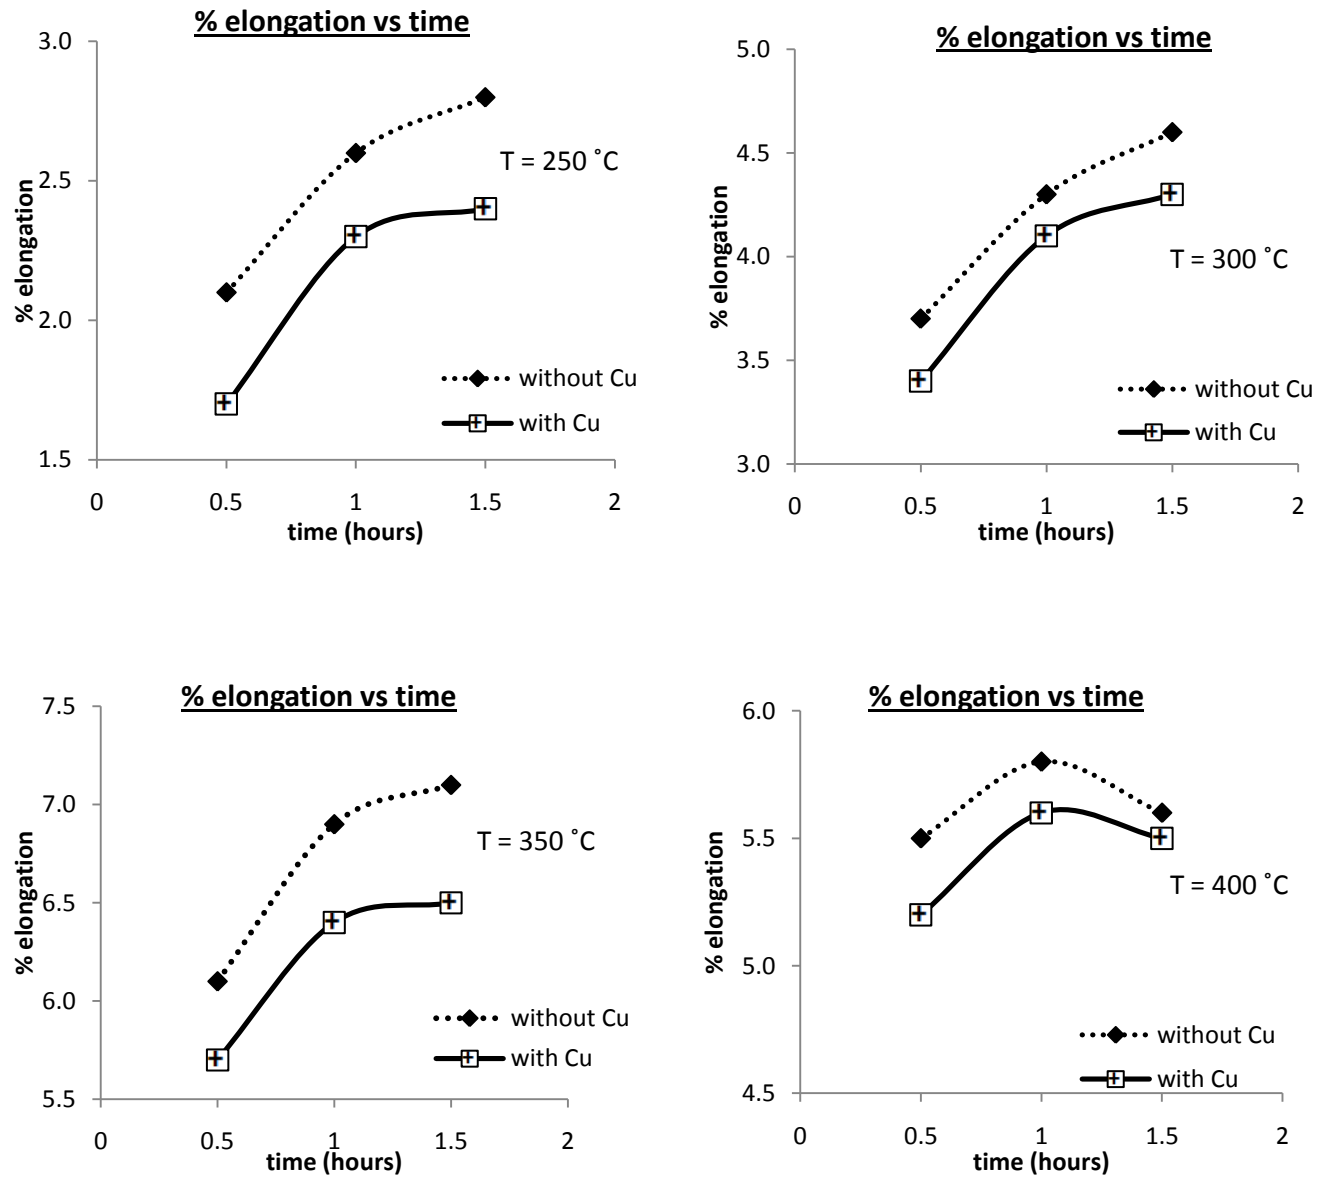 % elongation vs time
3.0
2.5
2.0
1.5
% elongation
T = 250 ˚C
without Cu
with Cu
0 0.5 1 1.5 2
time (hours)
% elongation vs time
5.0
4.5
4.0
3.5
3.0
% elongation
T = 300 ˚C
without Cu
with Cu
0 0.5 1 1.5 2
time (hours)
% elongation vs time
7.5
7.0
6.5
6.0
5.5
% elongation
T = 350 ˚C
without Cu
with Cu
0 0.5 1 1.5 2
time (hours)
% elongation vs time
6.0
5.5
5.0
4.5
% elongation
T = 400 ˚C
without Cu
with Cu
0 0.5 1 1.5 2
time (hours)